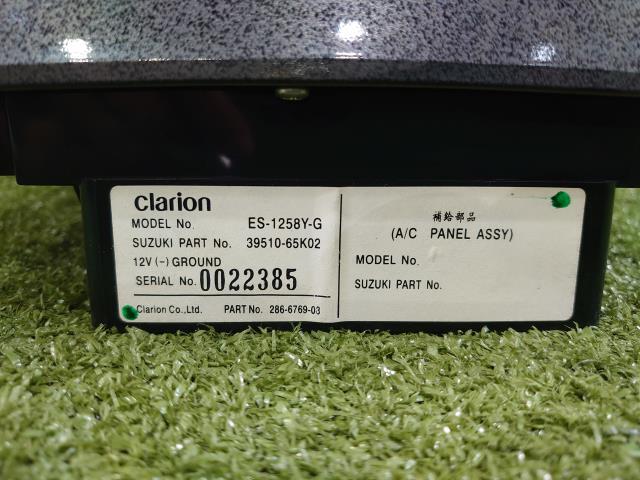 clarion
MODEL No. ES-1258Y-G
SUZUKI PART No. 39510-65K02
12V (-) GROUND
SERIAL No. 0022385
Clarion Co.,Ltd. PART No. 286-6769-03
補給部品
(A/C PANEL ASSY)
MODEL No.
SUZUKI PART No.